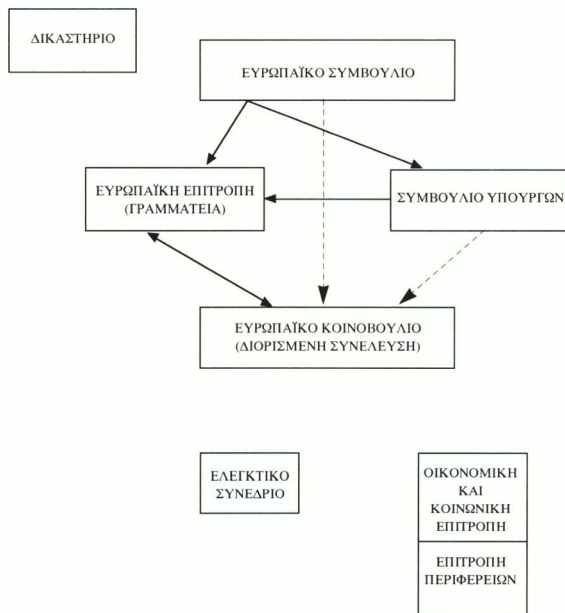 ΔΙΚΑΣΤΗΡΙΟ
ΕΥΡΩΠΑΪΚΟ ΣΥΜΒΟΥΛΙΟ
ΕΥΡΩΠΑΪΚΗ ΕΠΙΤΡΟΠΗ
(ΓΡΑΜΜΑΤΕΙΑ)
ΣΥΜΒΟΥΛΙΟ ΥΠΟΥΡΓΩΝ
ΕΥΡΩΠΑΪΚΟ ΚΟΙΝΟΒΟΥΛΙΟ
(ΔΙΟΡΙΣΜΕΝΗ ΣΥΝΕΛΕΥΣΗ)
ΕΛΕΓΚΤΙΚΟ
ΣΥΝΕΔΡΙΟ
ΟΙΚΟΝΟΜΙΚΗ
ΚΑΙ
ΚΟΙΝΩΝΙΚΗ
ΕΠΙΤΡΟΠΗ
ΕΠΙΤΡΟΠΗ
ΠΕΡΙΦΕΡΕΙΩΝ